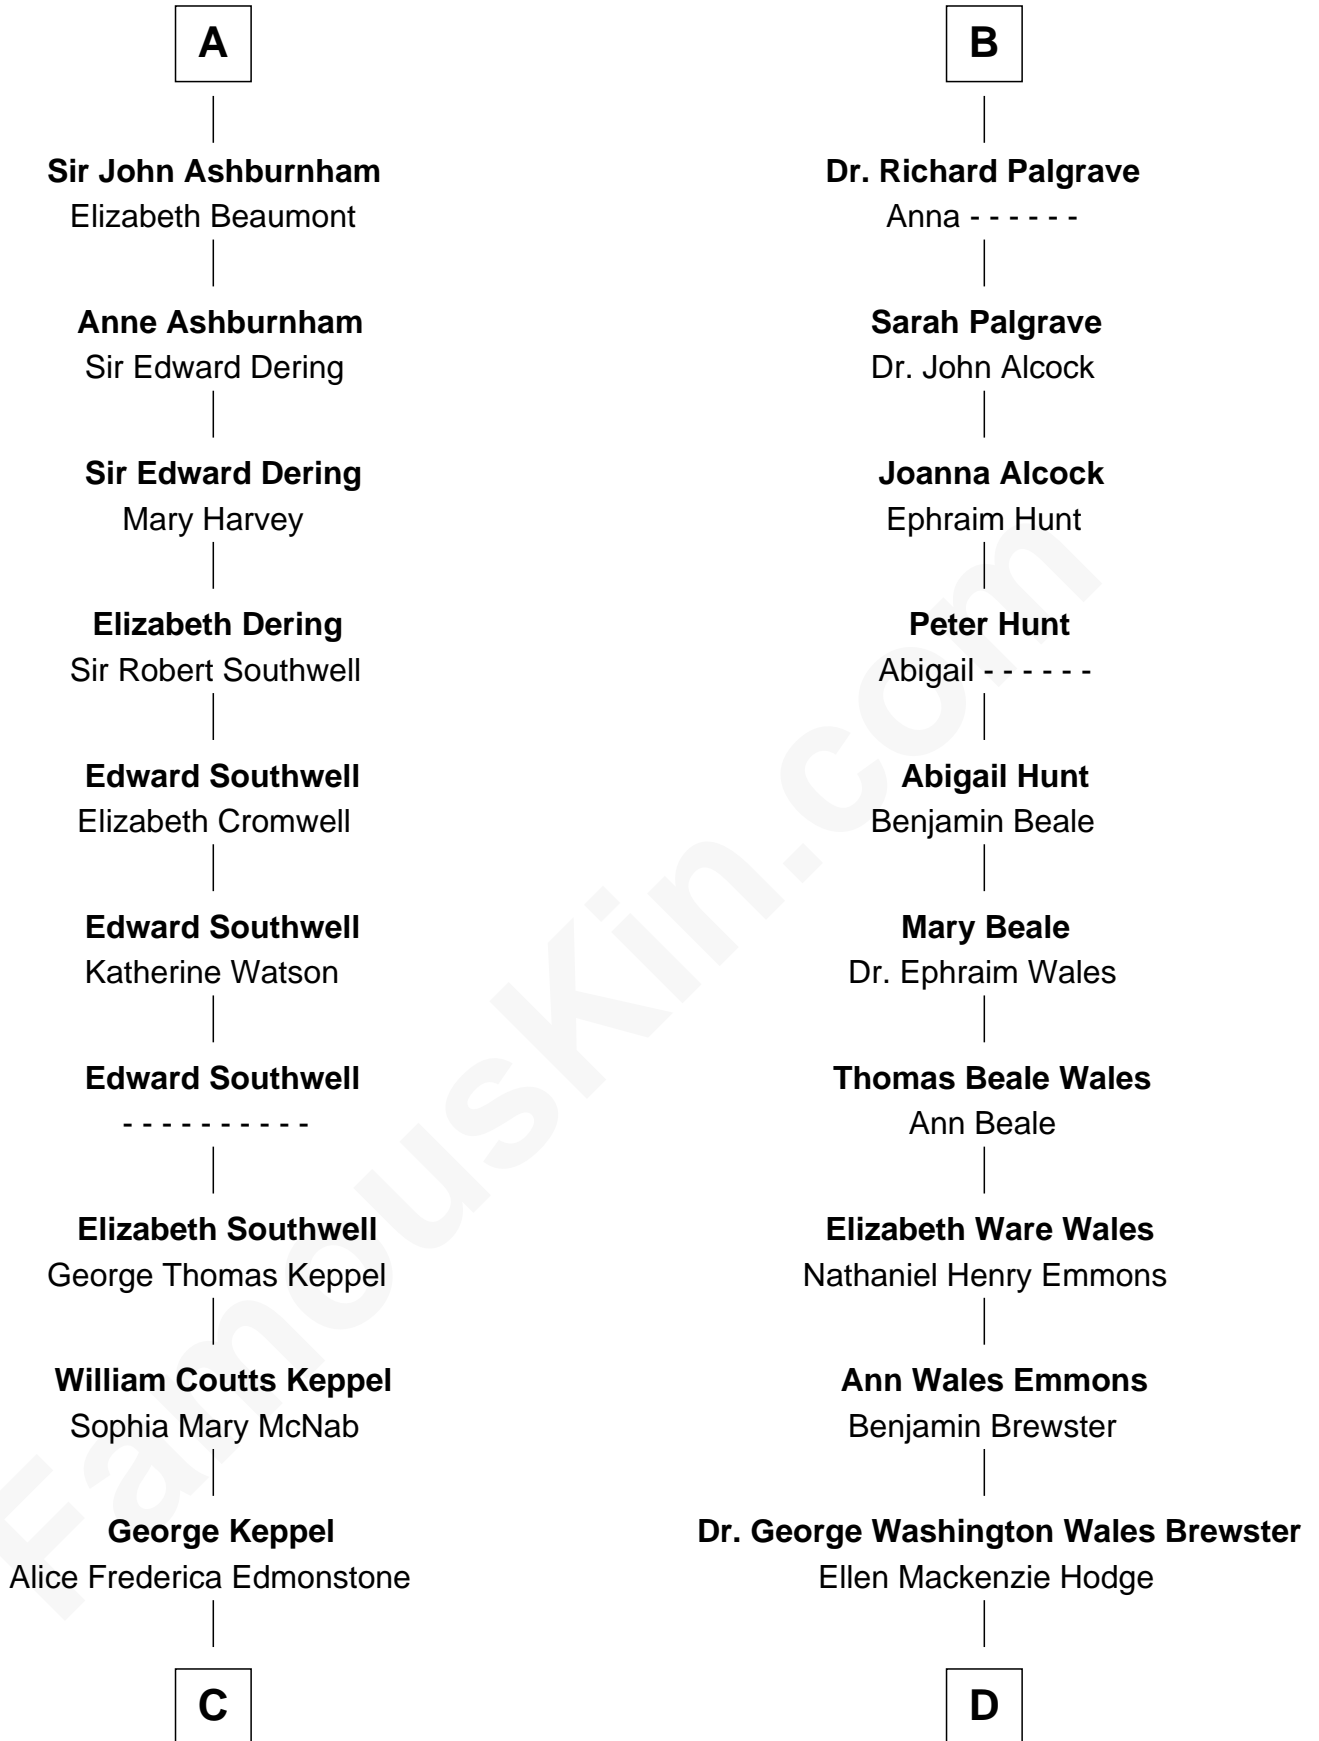 A
Sir John Ashburnham
Elizabeth Beaumont
Anne Ashburnham
Sir Edward Dering
Sir Edward Dering
Mary Harvey
Elizabeth Dering
Sir Robert Southwell
Edward Southwell
Elizabeth Cromwell
Edward Southwell
Katherine Watson
Edward Southwell
- - - - - - - - - -
Elizabeth Southwell
George Thomas Keppel
William Coutts Keppel
Sophia Mary McNab
George Keppel
Alice Frederica Edmonstone
C
B
Dr. Richard Palgrave
Anna - - - - - -
Sarah Palgrave
Dr. John Alcock
Joanna Alcock
Ephraim Hunt
Peter Hunt
Abigail - - - - - -
Abigail Hunt
Benjamin Beale
Mary Beale
Dr. Ephraim Wales
Thomas Beale Wales
Ann Beale
Elizabeth Ware Wales
Nathaniel Henry Emmons
Ann Wales Emmons
Benjamin Brewster
Dr. George Washington Wales Brewster
Ellen Mackenzie Hodge
D
FamousKin.com